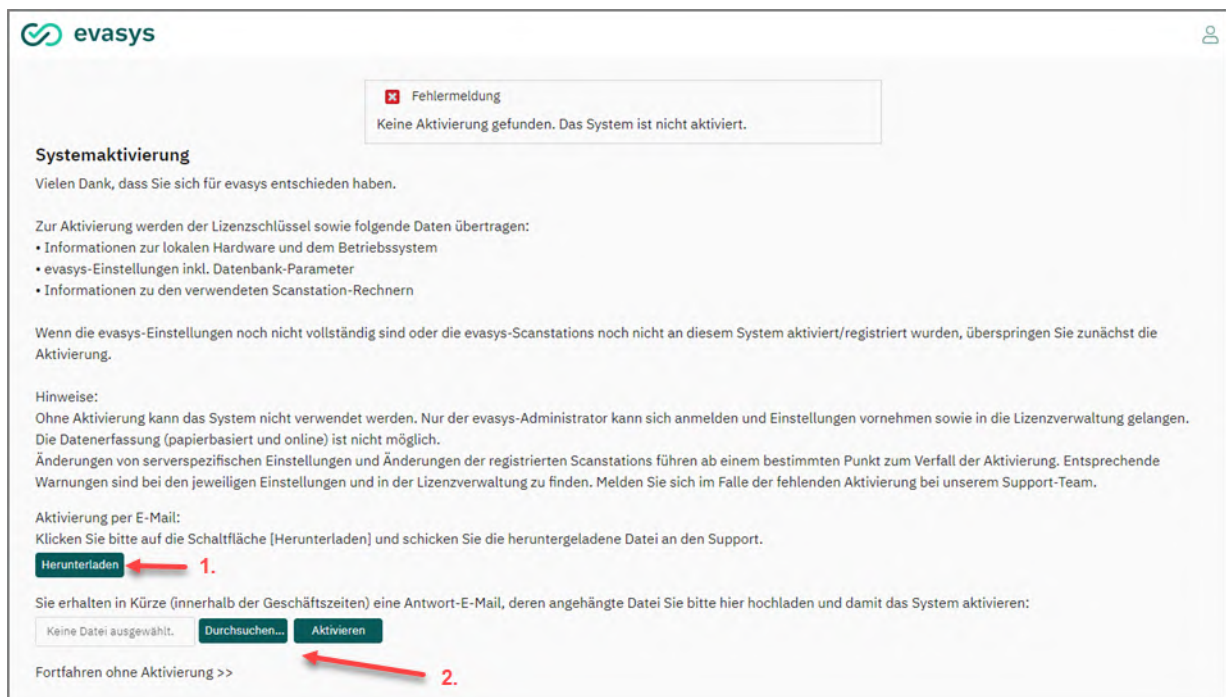 evasys
Fehlermeldung
Keine Aktivierung gefunden. Das System ist nicht aktiviert.
Systemaktivierung
Vielen Dank, dass Sie sich für evasys entschieden haben.
Zur Aktivierung werden der Lizenzschlüssel sowie folgende Daten übertragen:
• Informationen zur lokalen Hardware und dem Betriebssystem
• evasys-Einstellungen inkl. Datenbank-Parameter
• Informationen zu den verwendeten Scanstation-Rechnern
Wenn die evasys-Einstellungen noch nicht vollständig sind oder die evasys-Scanstations noch nicht an diesem System aktiviert/registriert wurden, überspringen Sie zunächst die
Aktivierung.
Hinweise:
Ohne Aktivierung kann das System nicht verwendet werden. Nur der evasys-Administrator kann sich anmelden und Einstellungen vornehmen sowie in die Lizenzverwaltung gelangen.
Die Datenerfassung (papierbasiert und online) ist nicht möglich.
Änderungen von serverspezifischen Einstellungen und Änderungen der registrierten Scanstations führen ab einem bestimmten Punkt zum Verfall der Aktivierung. Entsprechende
Warnungen sind bei den jeweiligen Einstellungen und in der Lizenzverwaltung zu finden. Melden Sie sich im Falle der fehlenden Aktivierung bei unserem Support-Team.
Aktivierung per E-Mail:
Klicken Sie bitte auf die Schaltfläche [Herunterladen] und schicken Sie die heruntergeladene Datei an den Support.
Herunterladen 1.
Sie erhalten in Kürze (innerhalb der Geschäftszeiten) eine Antwort-E-Mail, deren angehängte Datei Sie bitte hier hochladen und damit das System aktivieren:
Keine Datei ausgewählt. Durchsuchen... Aktivieren
Fortfahren ohne Aktivierung >> 2.